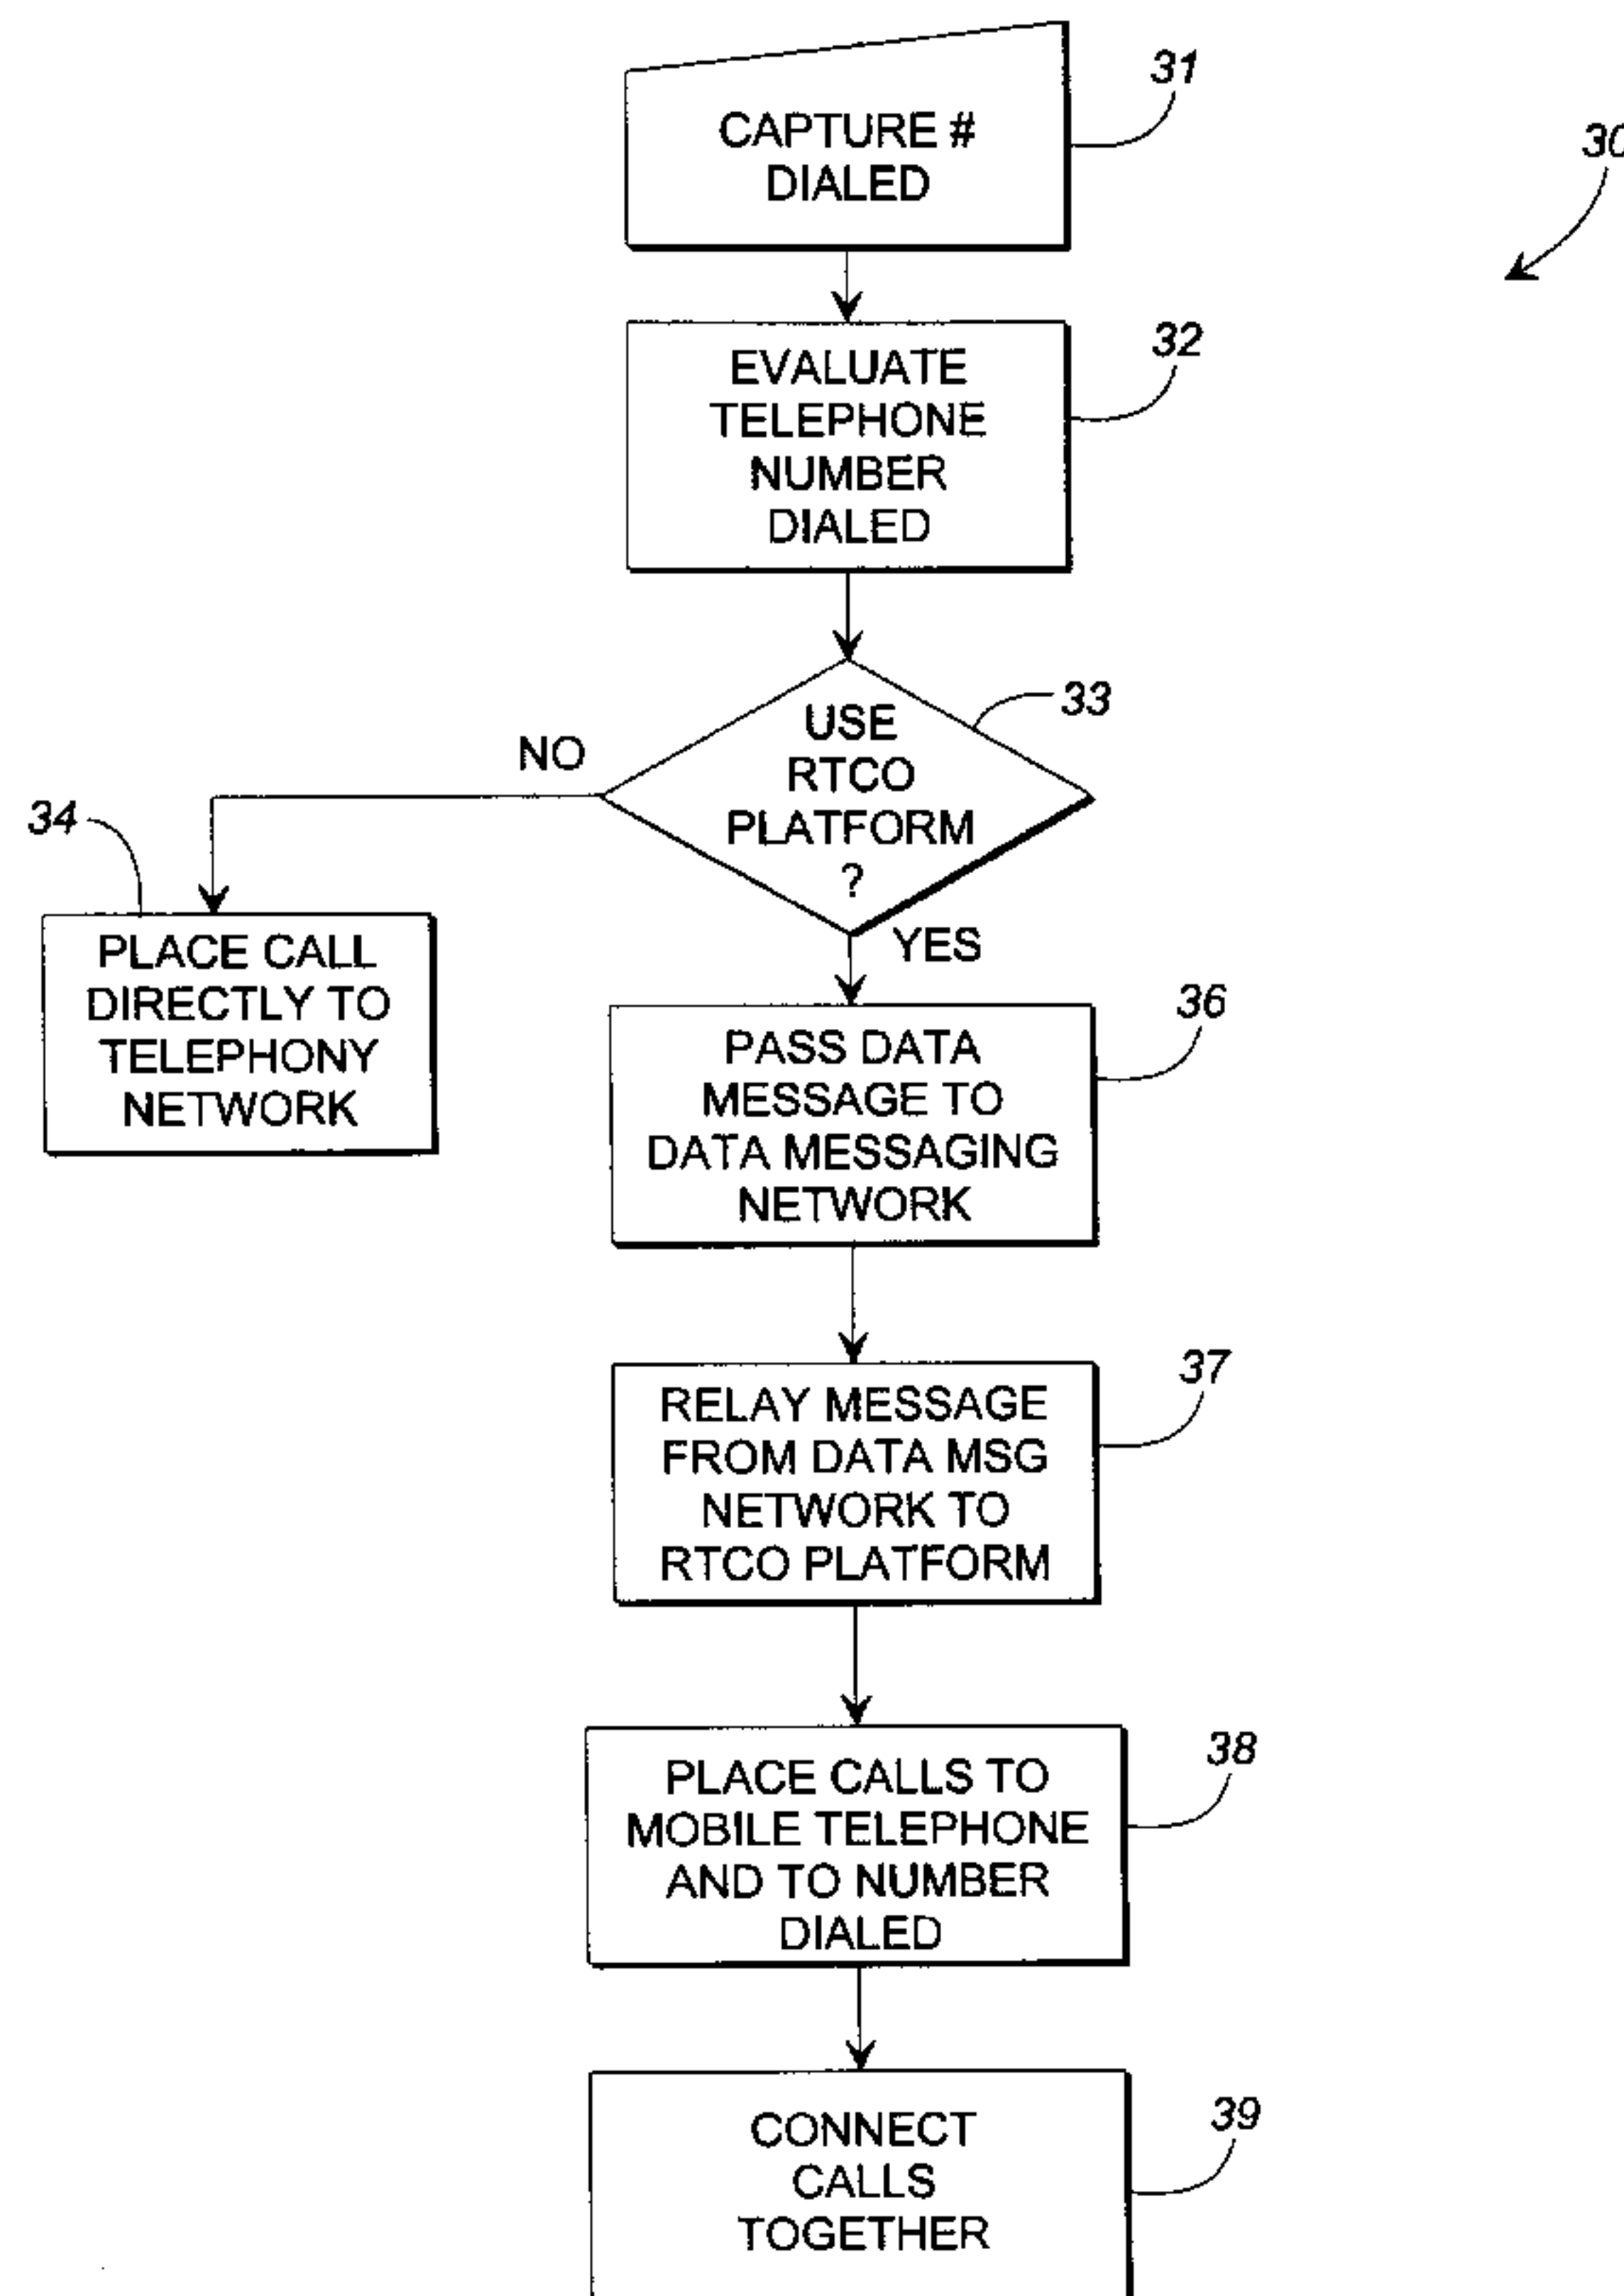 CAPTURE #
DIALED
31
30
EVALUATE
TELEPHONE
NUMBER
DIALED
32
USE
RTCO
PLATFORM
?
33
NO
YES
34
PLACE CALL
DIRECTLY TO
TELEPHONY
NETWORK
PASS DATA
MESSAGE TO
DATA MESSAGING
NETWORK
36
RELAY MESSAGE
FROM DATA MSG
NETWORK TO
RTCO PLATFORM
37
PLACE CALLS TO
MOBILE TELEPHONE
AND TO NUMBER
DIALED
38
CONNECT
CALLS
TOGETHER
39